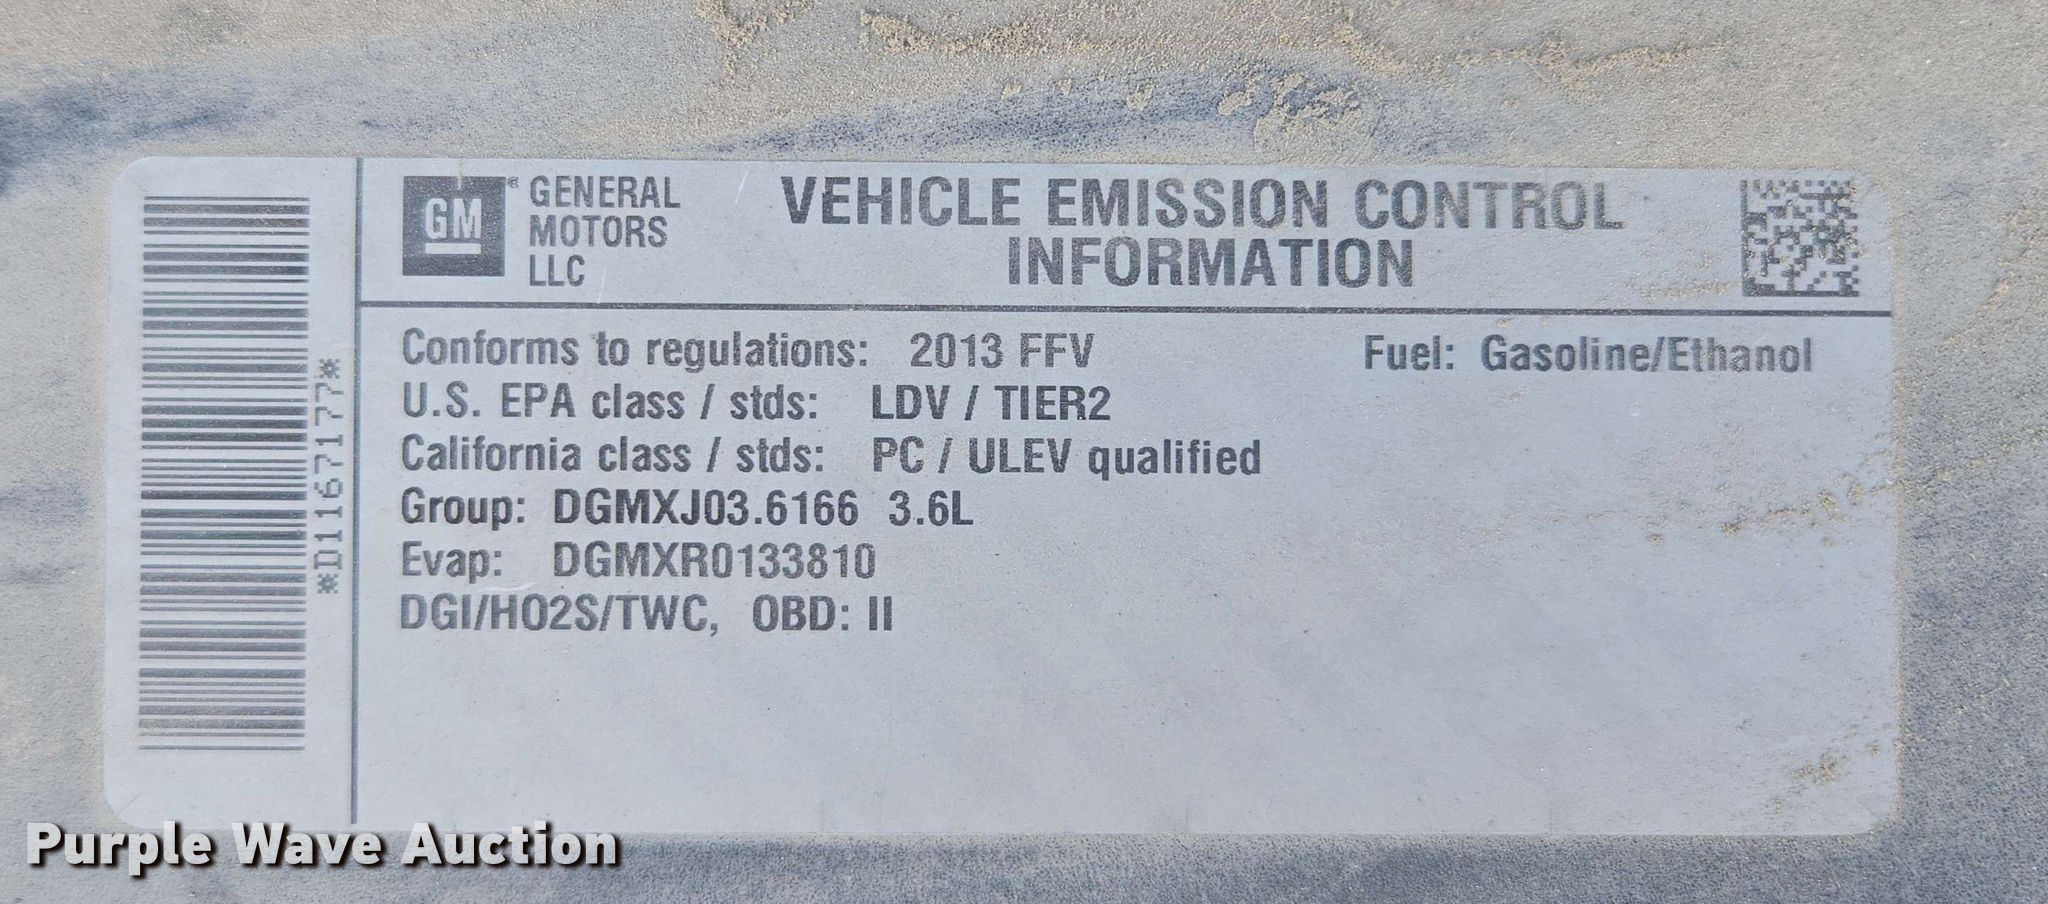 GM
GENERAL
MOTORS
LLC
VEHICLE EMISSION CONTROL
INFORMATION
*D1167177*
Conforms to regulations: 2013 FFV
Fuel: Gasoline/Ethanol
U.S. EPA class / stds: LDV / TIER2
California class / stds: PC / ULEV qualified
Group: DGMXJ03.6166 3.6L
Evap: DGMXR0133810
DGI/HO2S/TWC, OBD: II
Purple Wave Auction